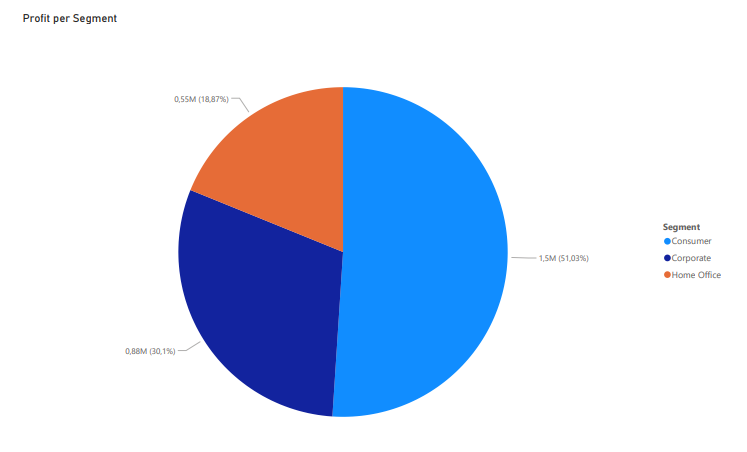 Profit per Segment
0,55M (18,87%)
Segment
Consumer
1,5M (51,03%)
Corporate
Home Office
0,88M (30,1%)